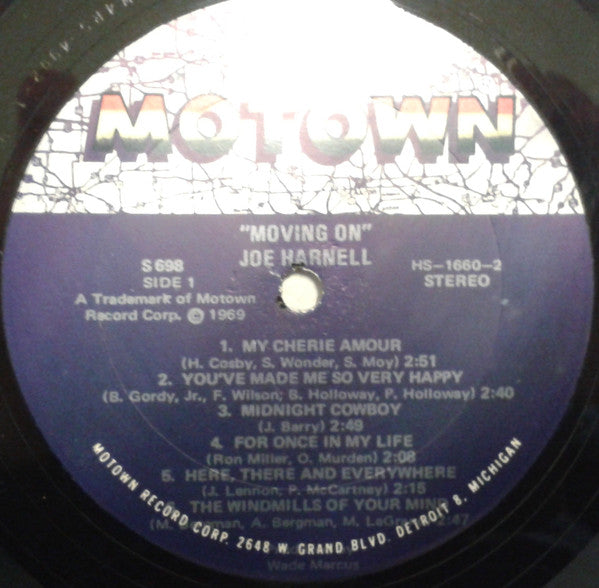 MOTOWN
"MOVING ON"
JOE HARNELL
S 698
SIDE 1
HS-1660-2
STEREO
A Trademark of Motown
Record Corp. ℗ 1969
1. MY CHERIE AMOUR
(H. Cosby, S. Wonder, S. Moy) 2:51
2. YOU'VE MADE ME SO VERY HAPPY
(B. Gordy, Jr., F. Wilson; B. Holloway, P. Holloway) 2:40
3. MIDNIGHT COWBOY
(J. Barry) 2:49
4. FOR ONCE IN MY LIFE
(Ron Miller, O. Murden) 2:08
5. HERE, THERE AND EVERYWHERE
(J. Lennon, P. McCartney) 2:15
THE WINDMILLS OF YOUR MIND
A. Bergman, 2:47
Wade Marcus
MOTOWN RECORD CORP. 2648 W. GRAND BLVD. DETROIT 8, MICHIGAN